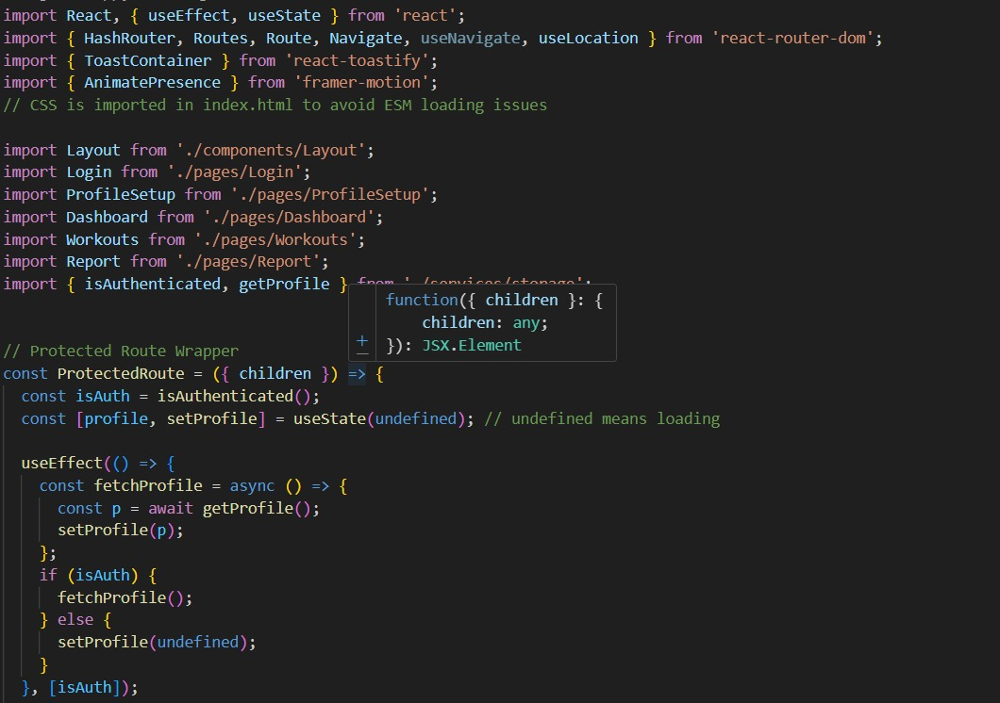 import React, { useEffect, useState } from 'react';
import { HashRouter, Routes, Route, Navigate, useNavigate, useLocation } from 'react-router-dom';
import { ToastContainer } from 'react-toastify';
import { AnimatePresence } from 'framer-motion';
// CSS is imported in index.html to avoid ESM loading issues
import Layout from './components/Layout';
import Login from './pages/Login';
import ProfileSetup from './pages/ProfileSetup';
import Dashboard from './pages/Dashboard';
import Workouts from './pages/Workouts';
import Report from './pages/Report';
import { isAuthenticated, getProfile } from './services/storage';
function({ children }: {
children: any;
}): JSX.Element
+
–
// Protected Route Wrapper
const ProtectedRoute = ({ children }) => {
const isAuth = isAuthenticated();
const [profile, setProfile] = useState(undefined); // undefined means loading
useEffect(() => {
const fetchProfile = async () => {
const p = await getProfile();
setProfile(p);
};
if (isAuth) {
fetchProfile();
} else {
setProfile(undefined);
}
}, [isAuth]);